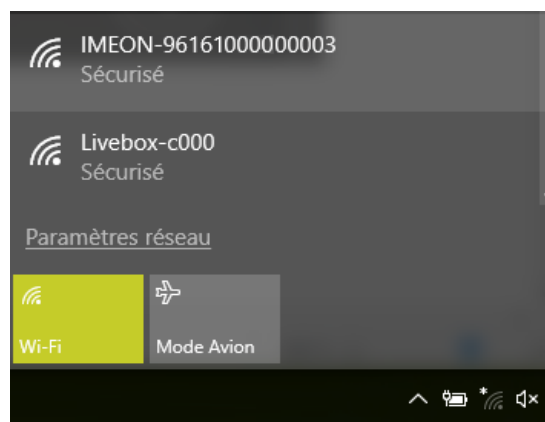 IMEON-96161000000003
Sécurisé
Livebox-c000
Sécurisé
Paramètres réseau
Wi-Fi
Mode Avion